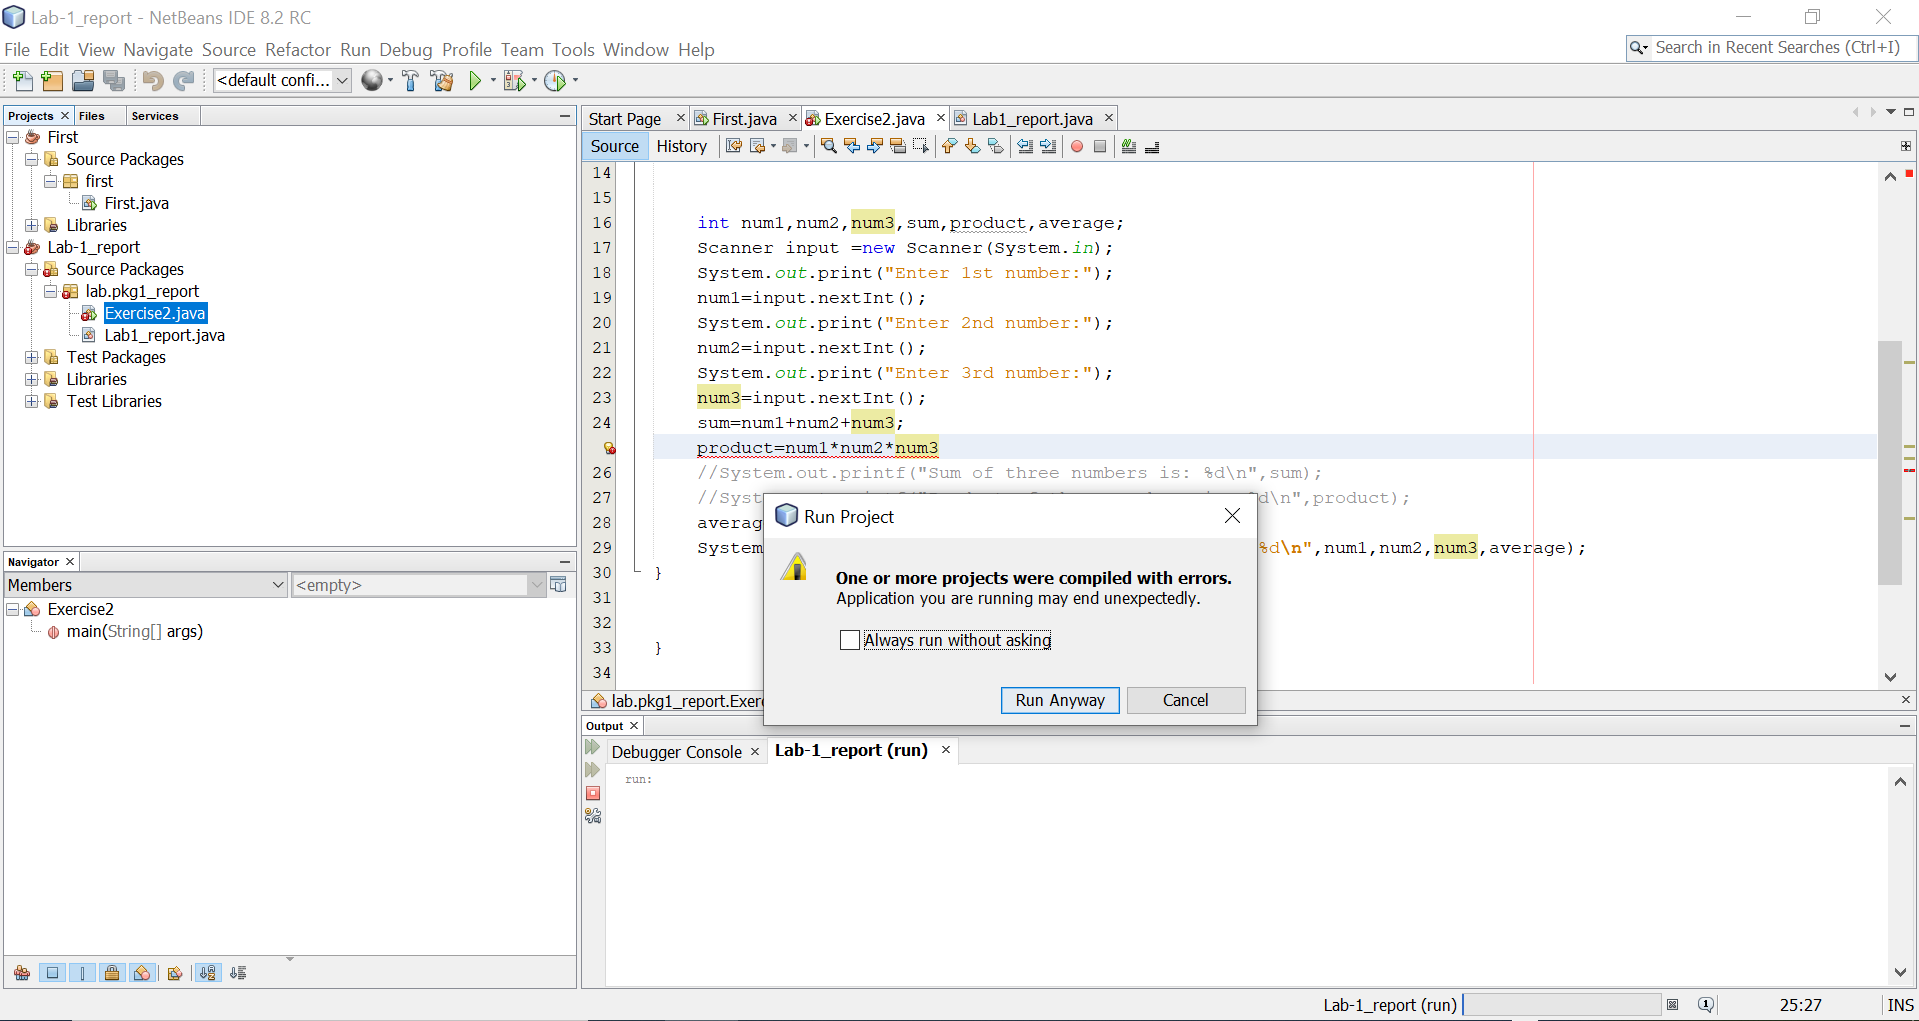 Lab-1_report - NetBeans IDE 8.2 RC
File Edit View Navigate Source Refactor Run Debug Profile Team Tools Window Help
Search in Recent Searches (Ctrl+I)
<default confi...
Projects Files Services
First
Source Packages
first
First.java
Libraries
Lab-1_report
Source Packages
lab.pkg1_report
Exercise2.java
Lab1_report.java
Test Packages
Libraries
Test Libraries
Navigator
Members <empty>
Exercise2
main(String[] args)
Start Page First.java Exercise2.java Lab1_report.java
Source History
14
15
16 int num1,num2,num3,sum,product,average;
17 Scanner input =new Scanner(System.in);
18 System.out.print("Enter 1st number:");
19 num1=input.nextInt();
20 System.out.print("Enter 2nd number:");
21 num2=input.nextInt();
22 System.out.print("Enter 3rd number:");
23 num3=input.nextInt();
24 sum=num1+num2+num3;
product=num1*num2*num3
26 //System.out.printf("Sum of three numbers is: %d\n",sum);
27 //Syst d\n",product);
28 averag
29 System %d\n",num1,num2,num3,average);
30 }
31
32
33 }
34
Run Project
One or more projects were compiled with errors.
Application you are running may end unexpectedly.
Always run without asking
Run Anyway Cancel
lab.pkg1_report.Exer
Output
Debugger Console Lab-1_report (run)
run:
Lab-1_report (run) 25:27 INS